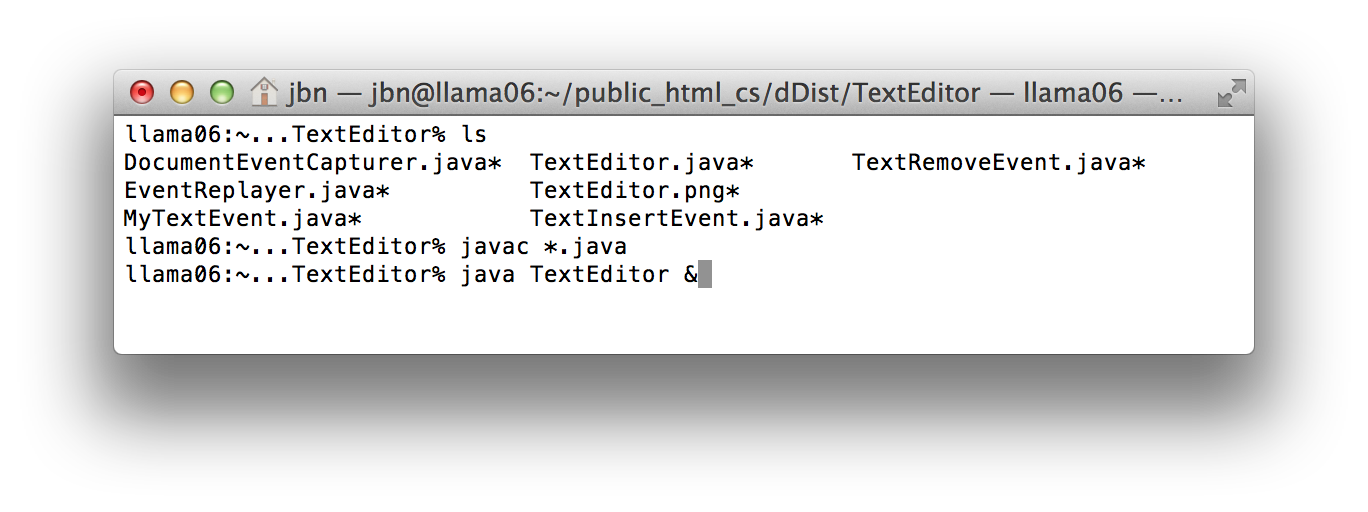 jbn — jbn@llama06:~/public_html_cs/dDist/TextEditor — llama06 —...
llama06:~...TextEditor% ls
DocumentEventCapturer.java*  TextEditor.java*       TextRemoveEvent.java*
EventReplayer.java*          TextEditor.png*
MyTextEvent.java*            TextInsertEvent.java*
llama06:~...TextEditor% javac *.java
llama06:~...TextEditor% java TextEditor &